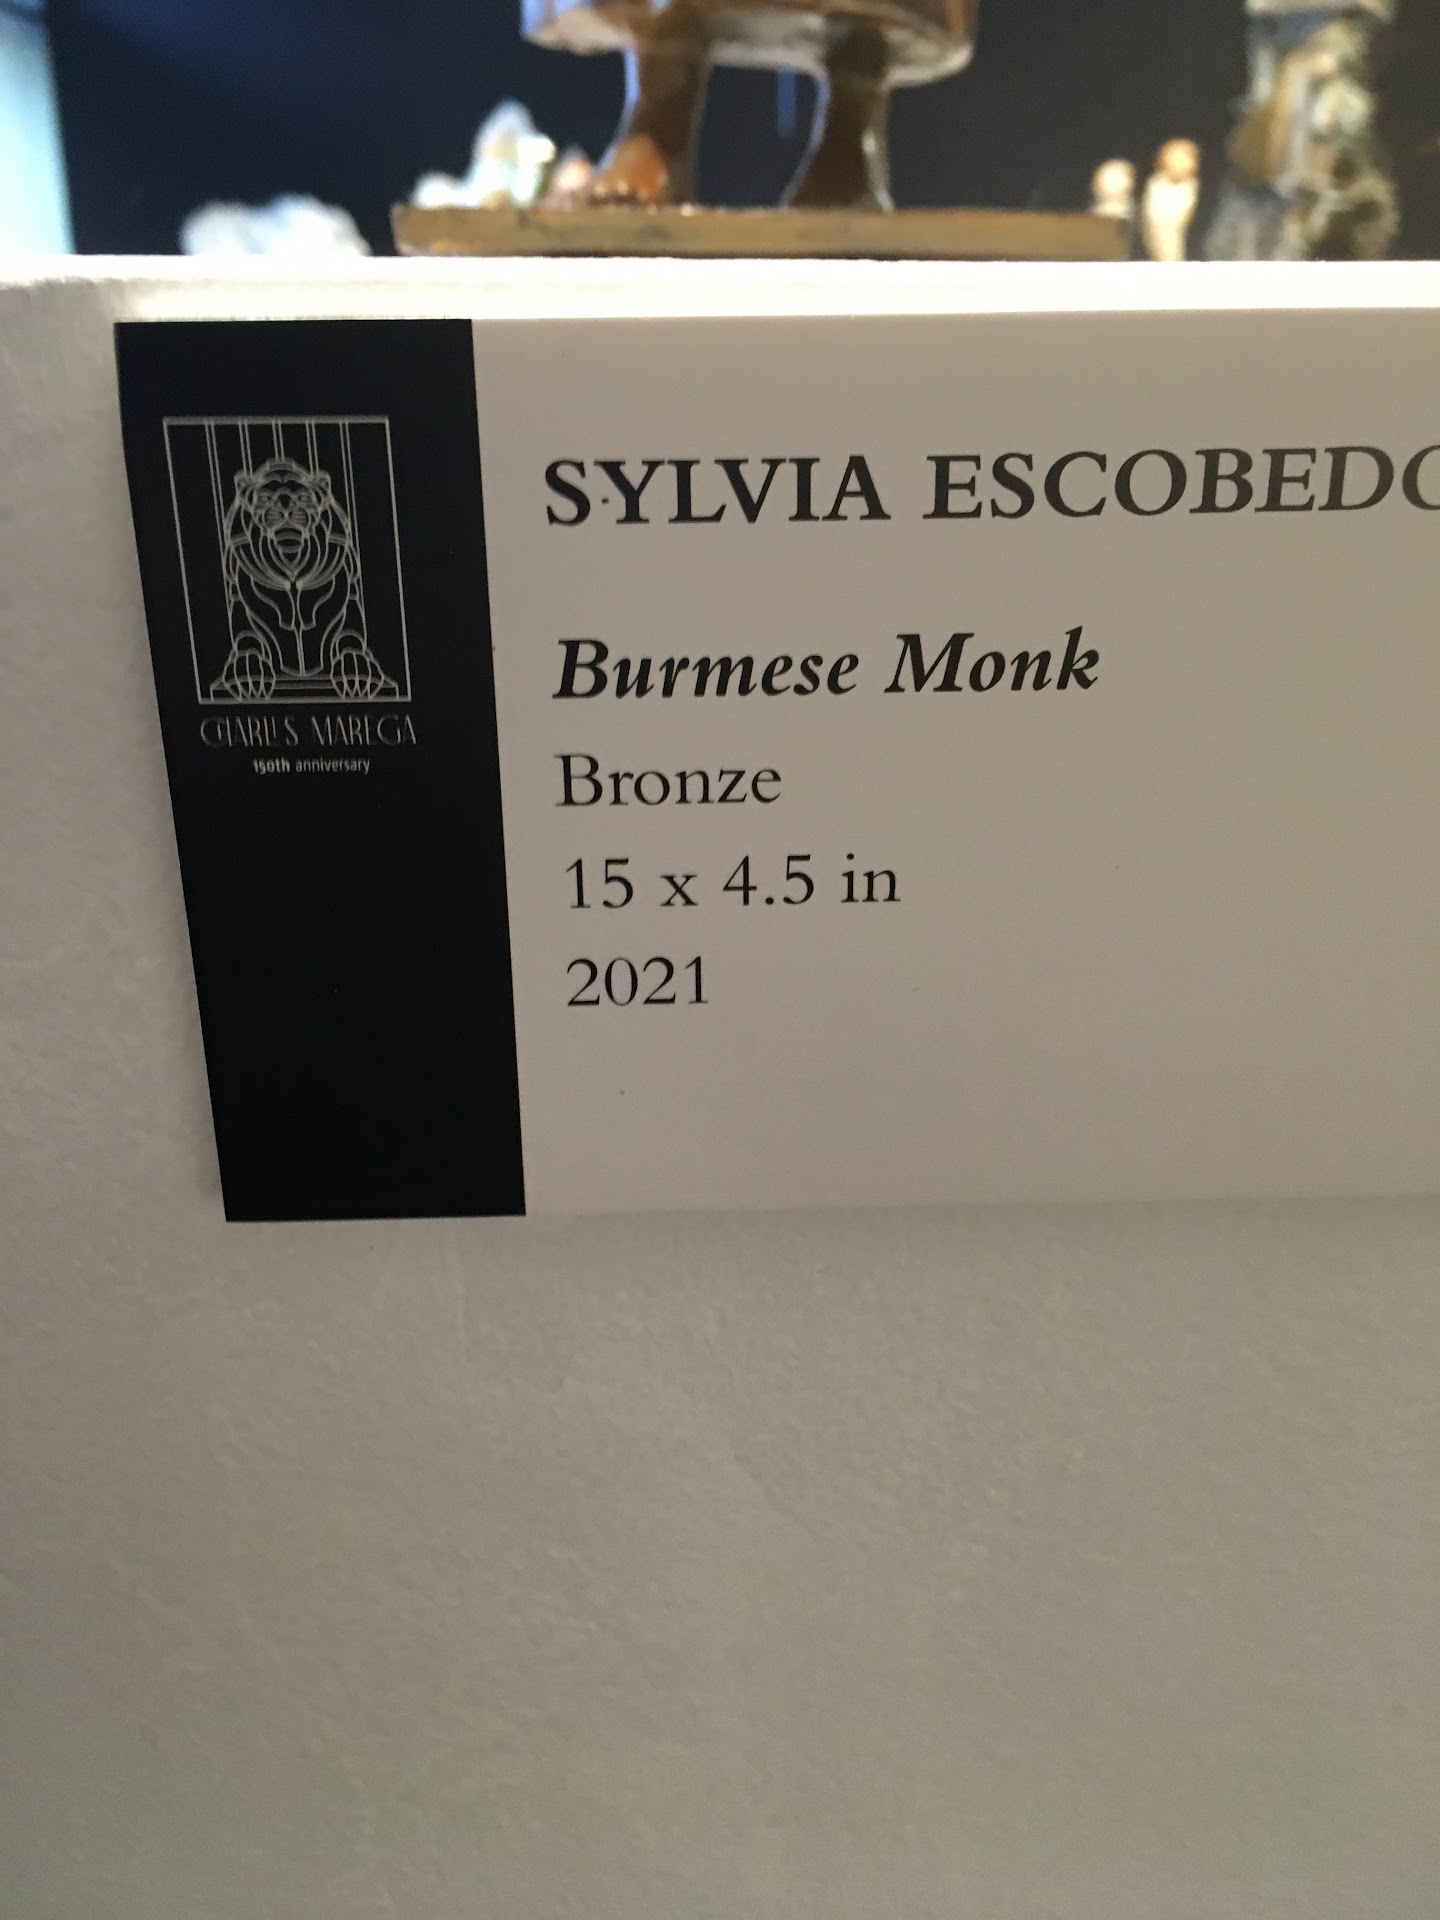 SYLVIA ESCOBEDO
Burmese Monk
Bronze
15 x 4.5 in
2021
CHARLES MAREGA
150th anniversary